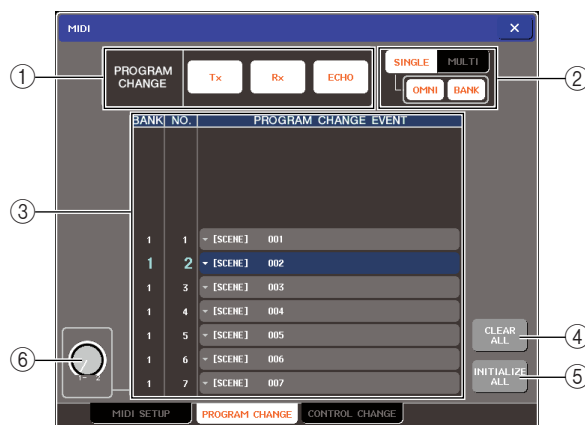 MIDI
×
PROGRAM CHANGE
Tx
Rx
ECHO
SINGLE
MULTI
OMNI
BANK
1
2
BANK NO. PROGRAM CHANGE EVENT
3
1 1 [SCENE] 001
1 2 [SCENE] 002
1 3 [SCENE] 003
1 4 [SCENE] 004
1 5 [SCENE] 005
1 6 [SCENE] 006
1 7 [SCENE] 007
CLEAR ALL
4
INITIALIZE ALL
5
6
1- 2
MIDI SETUP
PROGRAM CHANGE
CONTROL CHANGE